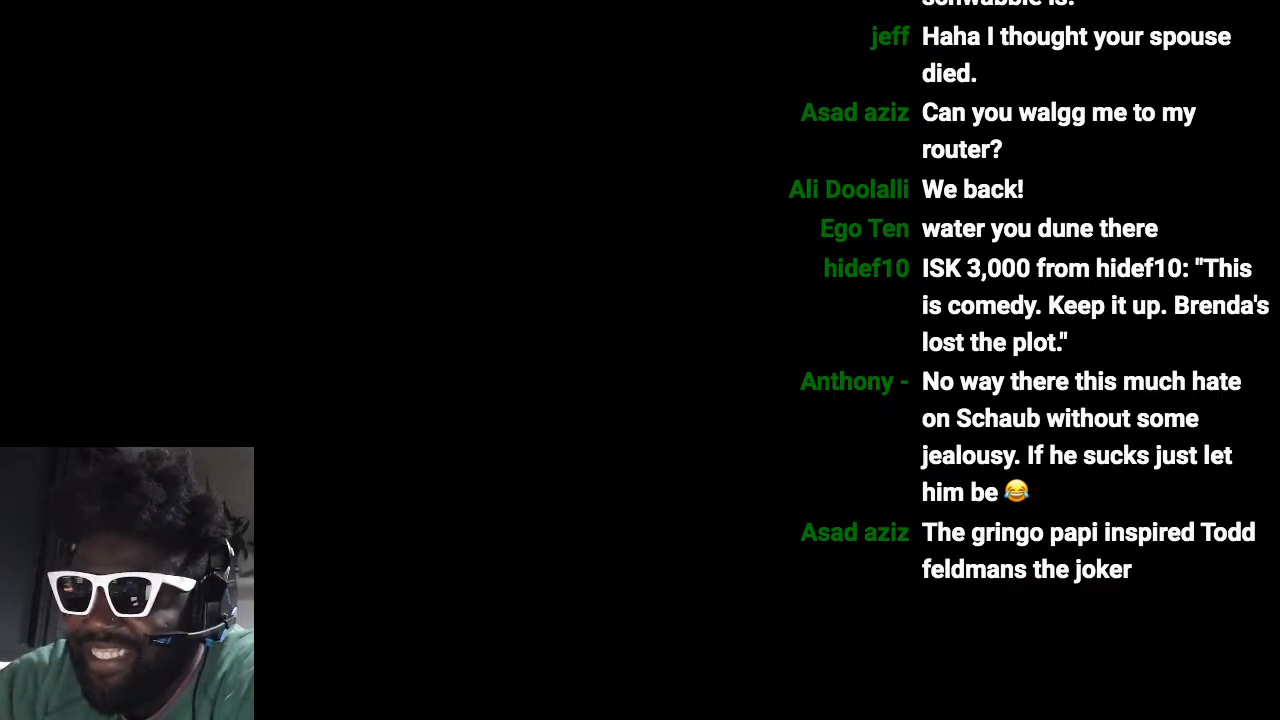 schwabbie is.
jeff Haha I thought your spouse
died.
Asad aziz Can you walgg me to my
router?
Ali Doolalli We back!
Ego Ten water you dune there
hidef10 ISK 3,000 from hidef10: "This
is comedy. Keep it up. Brenda's
lost the plot."
Anthony - No way there this much hate
on Schaub without some
jealousy. If he sucks just let
him be 😂
Asad aziz The gringo papi inspired Todd
feldmans the joker